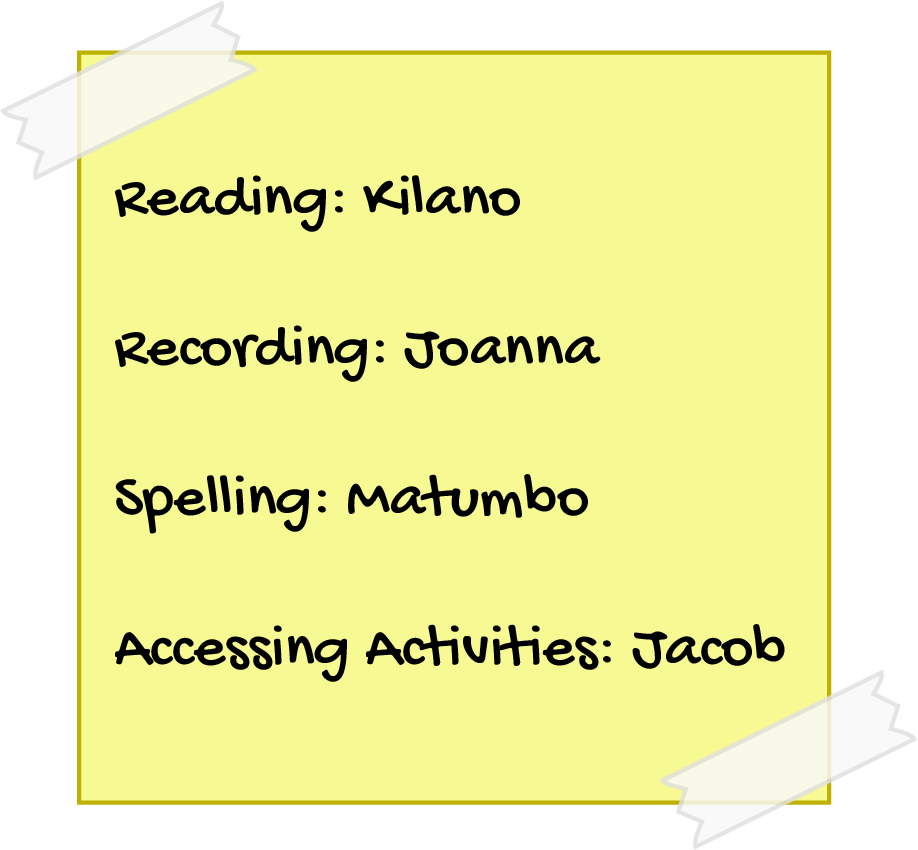 Reading: Kilano
Recording: Joanna
Spelling: Matumbo
Accessing Activities: Jacob